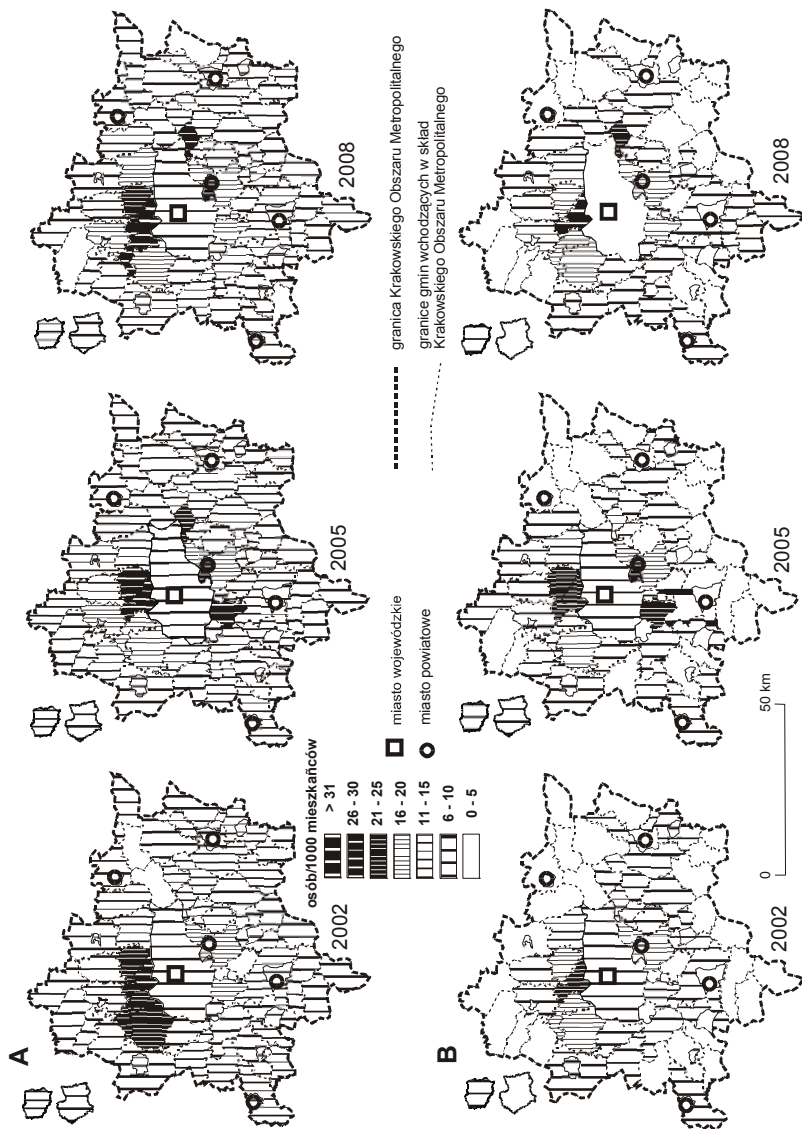 A
2002
2005
2008
osób/1000 mieszkańców
> 31
26 - 30
21 - 25
16 - 20
11 - 15
6 - 10
0 - 5
miasto wojewódzkie
miasto powiatowe
granica Krakowskiego Obszaru Metropolitalnego
granice gmin wchodzących w skład
Krakowskiego Obszaru Metropolitalnego
B
2002
2005
2008
0
50 km